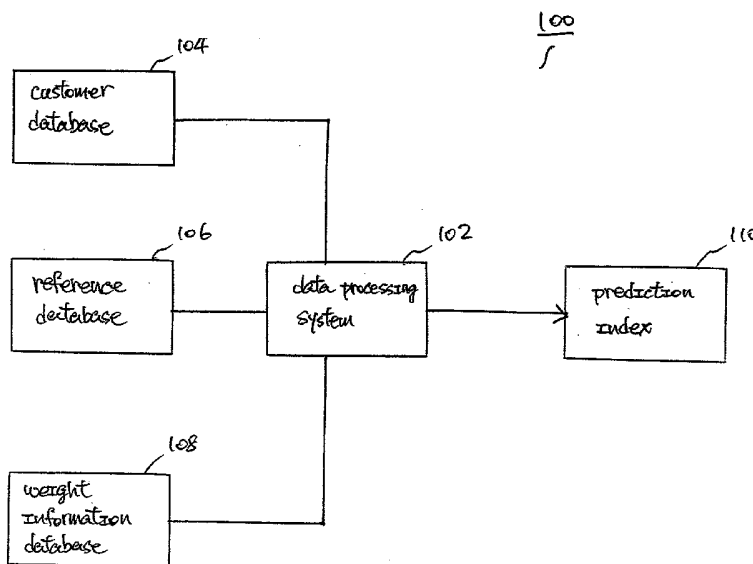 100
104
customer
database
106
reference
database
102
data processing
system
110
prediction
index
108
weight
information
database